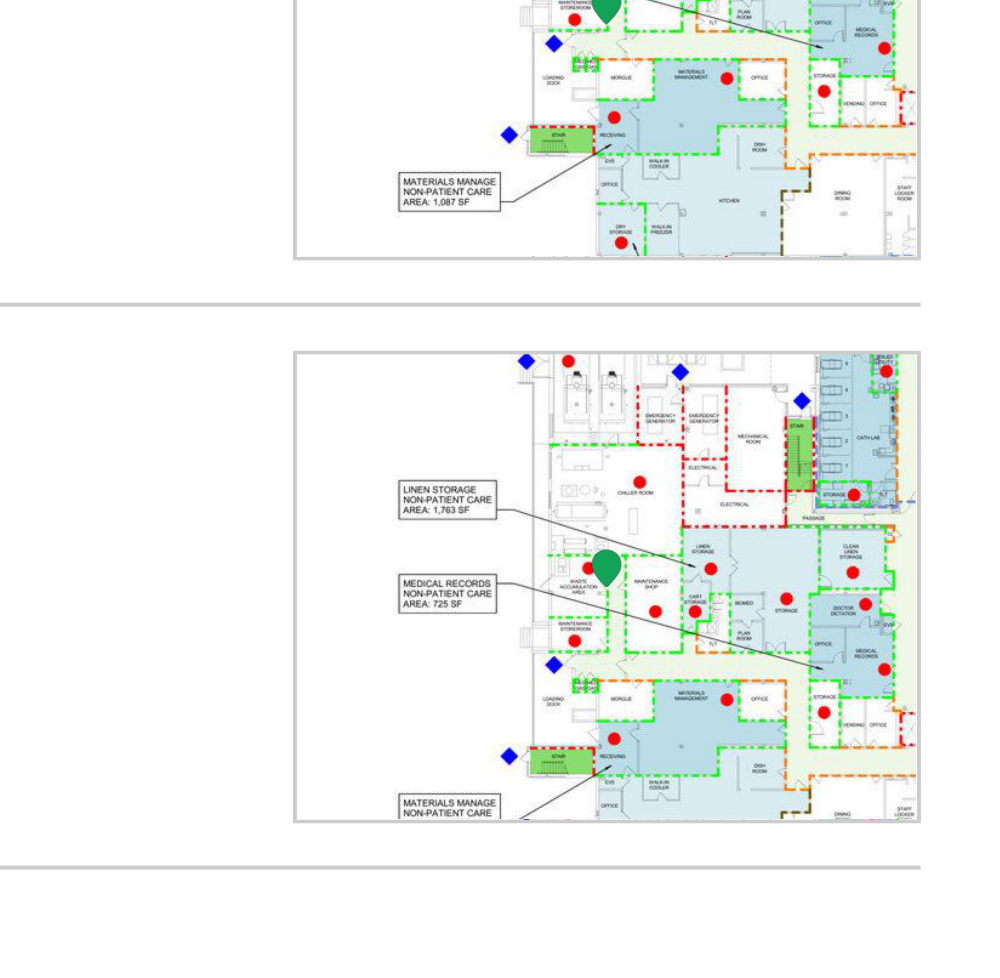 STOREROOM
PLAN
ROOM
TLT
OFFICE
MEDICAL
RECORDS
LOADING
DOCK
MORGUE
MATERIALS
MANAGEMENT
OFFICE
STORAGE
VENDING
OFFICE
STAIR
RECEIVING
DISH
ROOM
EVS
WALK-IN
COOLER
MATERIALS MANAGE
NON-PATIENT CARE
AREA: 1,087 SF
OFFICE
KITCHEN
DINING
ROOM
STAFF
LOCKER
ROOM
DRY
STORAGE
WALK-IN
FREEZER
EMERGENCY
GENERATOR
EMERGENCY
GENERATOR
5
4
3
2
1
STAIR
MECHANICAL
ROOM
CATH LAB
ELECTRICAL
CHILLER ROOM
LINEN STORAGE
NON-PATIENT CARE
AREA: 1,763 SF
ELECTRICAL
STORAGE
TLT
PASSAGE
LINEN
STORAGE
CLEAN
LINEN
STORAGE
MEDICAL RECORDS
NON-PATIENT CARE
AREA: 725 SF
WASTE
ACCUMULATION
AREA
MAINTENANCE
SHOP
CART
STORAGE
BIOMED
STORAGE
DOCTOR
DICTATION
MAINTENANCE
STOREROOM
PLAN
ROOM
TLT
OFFICE
MEDICAL
RECORDS
LOADING
DOCK
MORGUE
MATERIALS
MANAGEMENT
OFFICE
STORAGE
VENDING
OFFICE
STAIR
RECEIVING
DISH
ROOM
EVS
WALK-IN
COOLER
MATERIALS MANAGE
NON-PATIENT CARE
OFFICE
DINING
STAFF
LOCKER